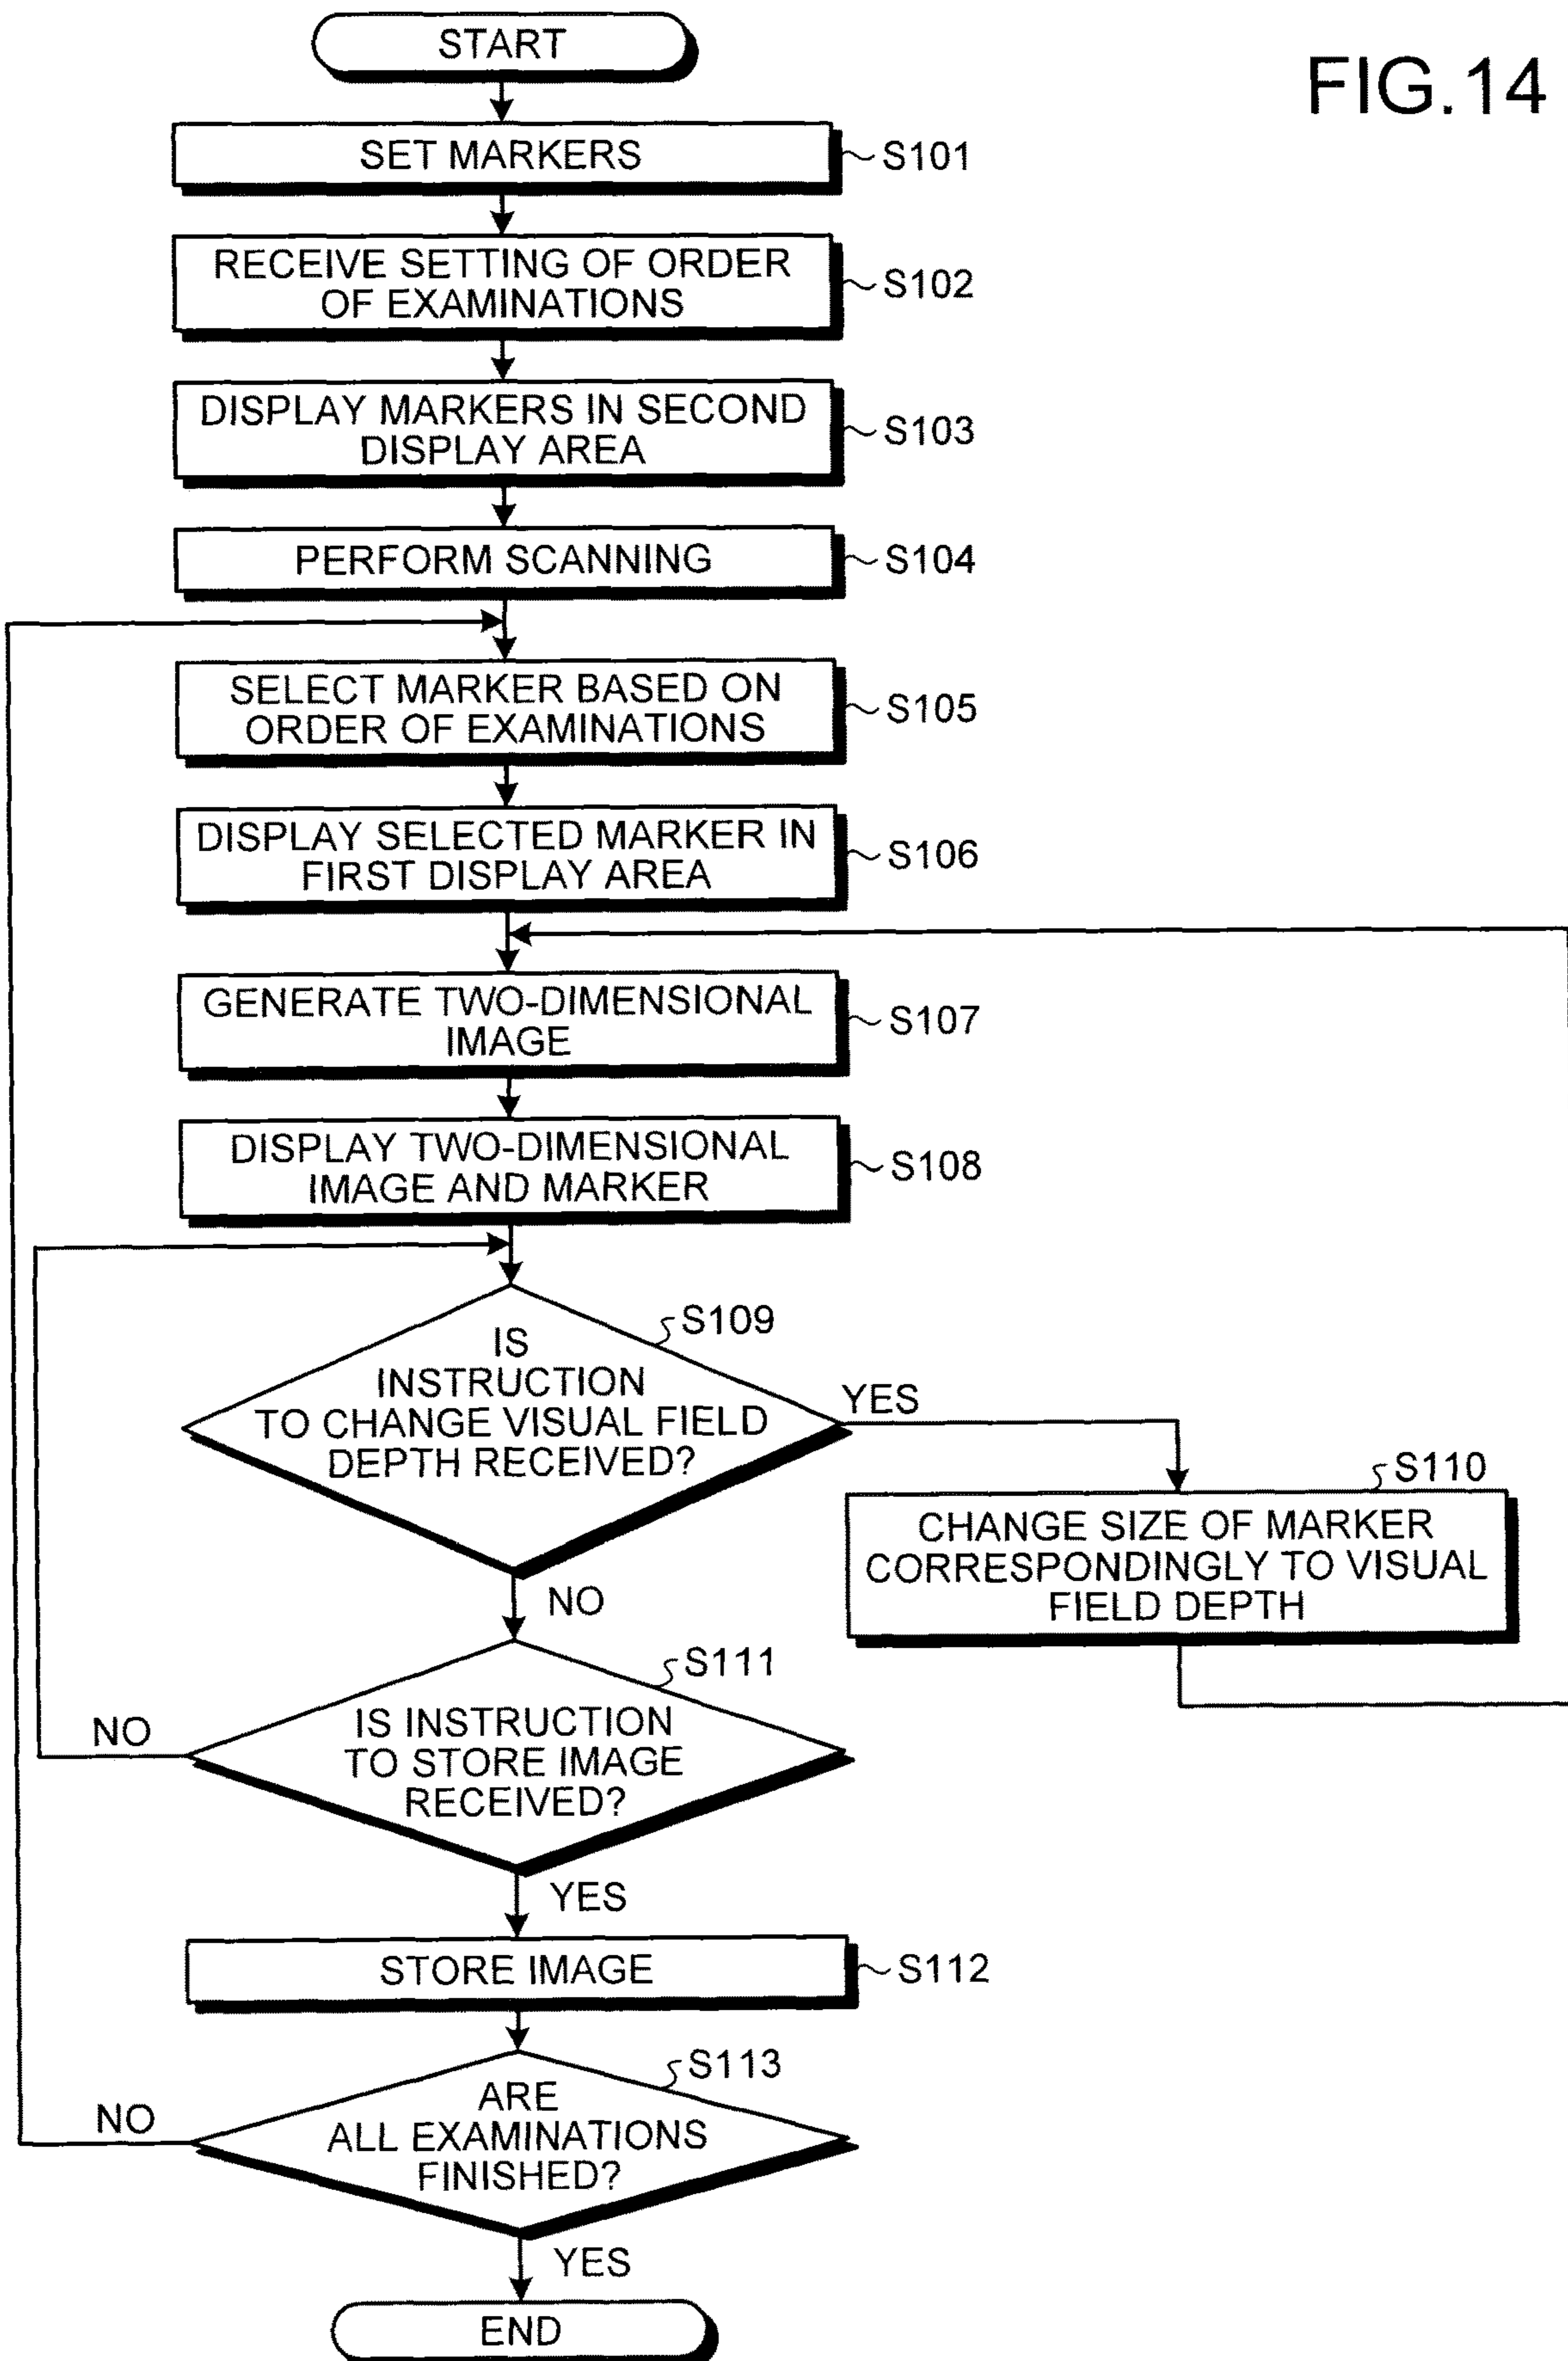 FIG.14
START
SET MARKERS
S101
RECEIVE SETTING OF ORDER
OF EXAMINATIONS
S102
DISPLAY MARKERS IN SECOND
DISPLAY AREA
S103
PERFORM SCANNING
S104
SELECT MARKER BASED ON
ORDER OF EXAMINATIONS
S105
DISPLAY SELECTED MARKER IN
FIRST DISPLAY AREA
S106
GENERATE TWO-DIMENSIONAL
IMAGE
S107
DISPLAY TWO-DIMENSIONAL
IMAGE AND MARKER
S108
S109
IS
INSTRUCTION
TO CHANGE VISUAL FIELD
DEPTH RECEIVED?
YES
S110
CHANGE SIZE OF MARKER
CORRESPONDINGLY TO VISUAL
FIELD DEPTH
NO
S111
IS INSTRUCTION
TO STORE IMAGE
RECEIVED?
NO
YES
STORE IMAGE
S112
S113
ARE
ALL EXAMINATIONS
FINISHED?
NO
YES
END